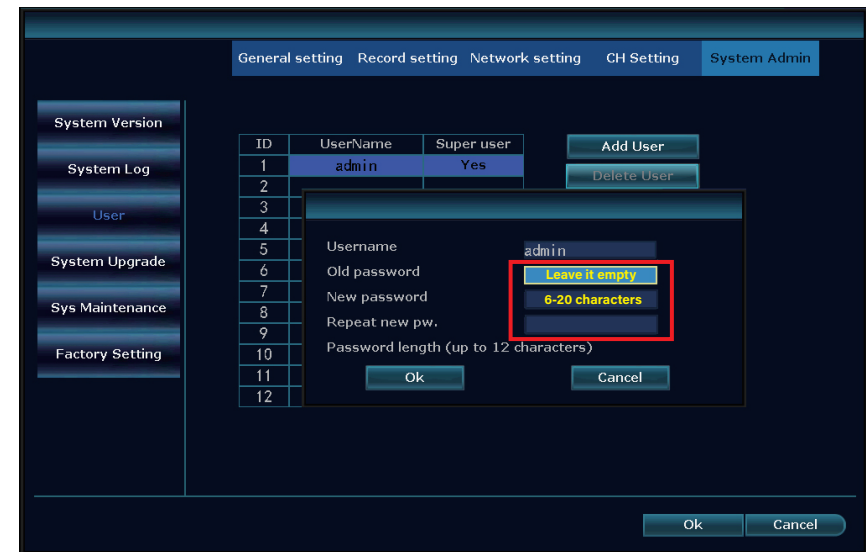 General setting Record setting Network setting CH Setting System Admin
System Version
System Log
User
System Upgrade
Sys Maintenance
Factory Setting
ID UserName Super user
1 admin Yes
2
3
4
5
6
7
8
9
10
11
12
Add User
Delete User
Username admin
Old password Leave it empty
New password 6-20 characters
Repeat new pw.
Password length (up to 12 characters)
Ok Cancel
Ok Cancel